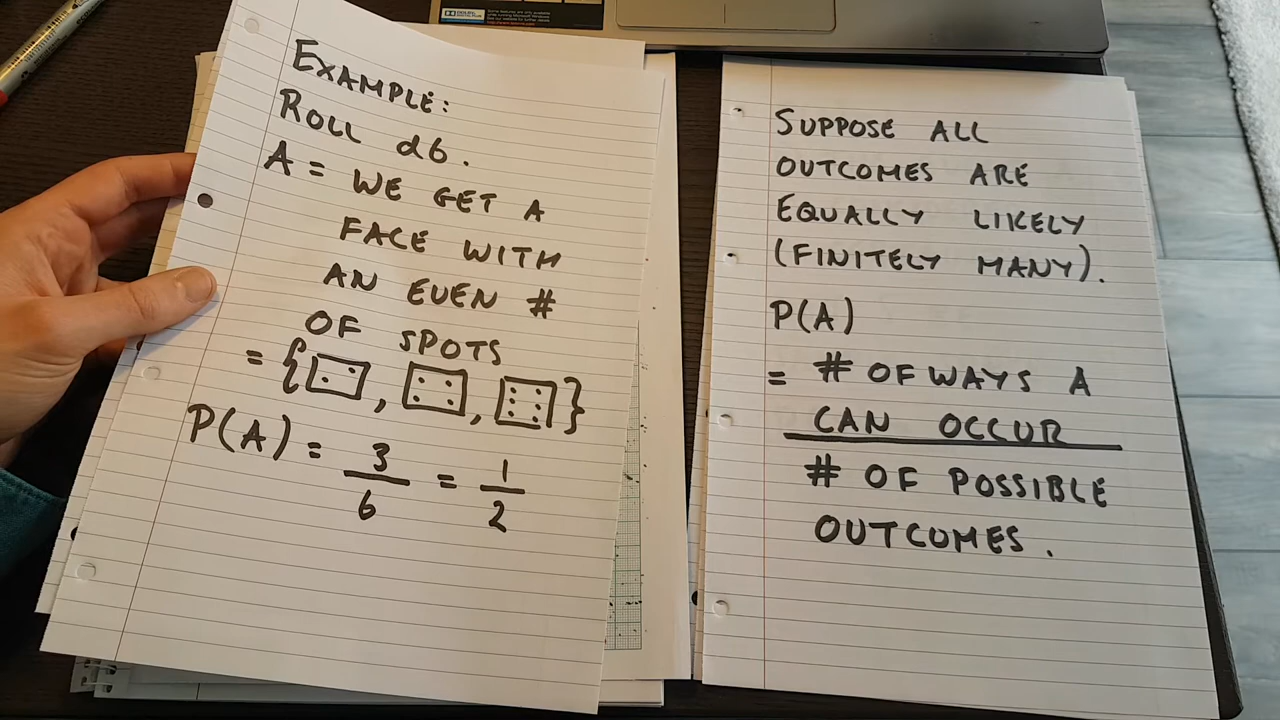 EXAMPLE:
ROLL d6.
A = WE GET A
FACE WITH
AN EVEN #
OF SPOTS
= { , , }
P(A) = 3/6 = 1/2
SUPPOSE ALL
OUTCOMES ARE
EQUALLY LIKELY
(FINITELY MANY).
P(A)
= # OF WAYS A
CAN OCCUR
# OF POSSIBLE
OUTCOMES.
DOLBY